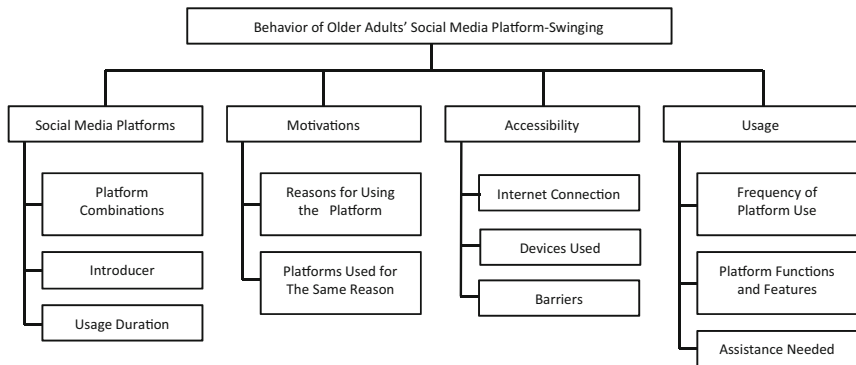 Behavior of Older Adults' Social Media Platform-Swinging
Social Media Platforms
Motivations
Accessibility
Usage
Platform
Combinations
Introducer
Usage Duration
Reasons for Using
the Platform
Platforms Used for
The Same Reason
Internet Connection
Devices Used
Barriers
Frequency of
Platform Use
Platform Functions
and Features
Assistance Needed